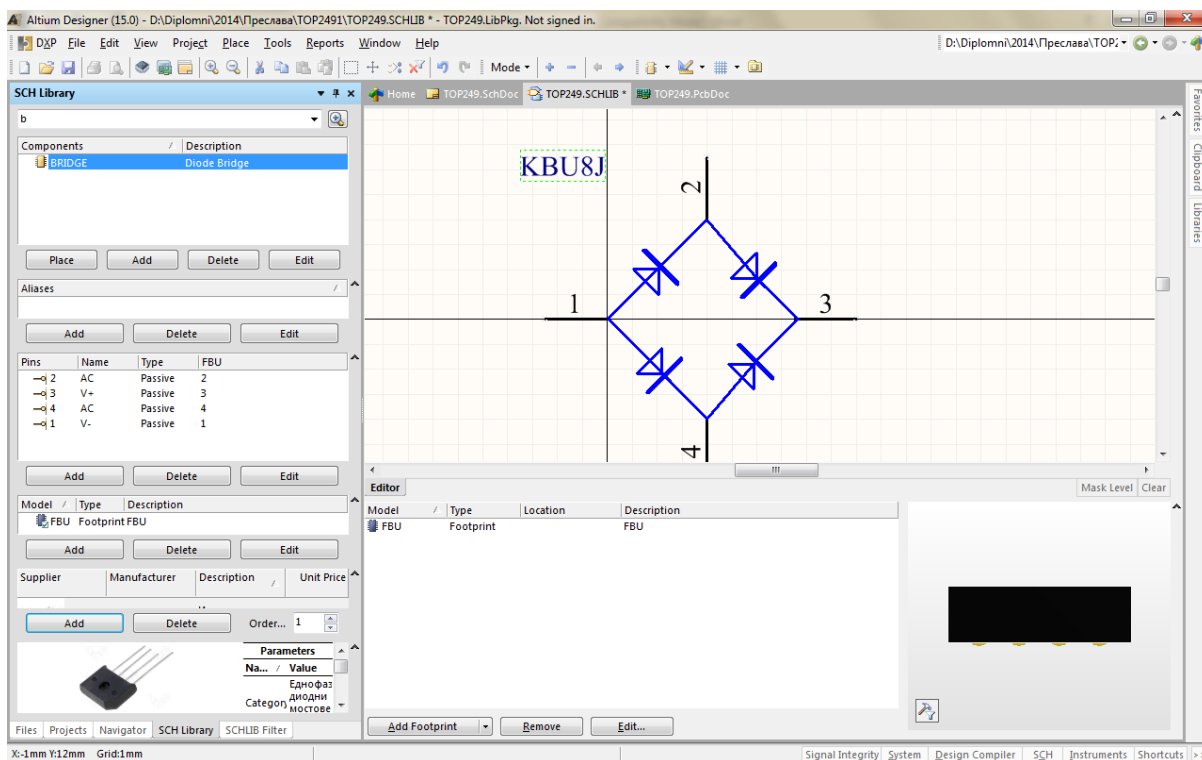 Altium Designer (15.0) - D:\Diplomni\2014\Преслава\TOP2491\TOP249.SCHLIB * - TOP249.LibPkg. Not signed in.
DXP File Edit View Project Place Tools Reports Window Help
D:\Diplomni\2014\Преслава\TOP2
Mode
SCH Library
Home TOP249.SchDoc TOP249.SCHLIB * TOP249.PcbDoc
b
Components / Description
BRIDGE Diode Bridge
Place Add Delete Edit
Aliases /
Add Delete Edit
Pins Name Type FBU
2 AC Passive 2
3 V+ Passive 3
4 AC Passive 4
1 V- Passive 1
Add Delete Edit
Model / Type Description
FBU Footprint FBU
Add Delete Edit
Supplier Manufacturer Description / Unit Price
Add Delete Order... 1
Parameters
Na... / Value
Category
Еднофаз
диодни
мостове
Files Projects Navigator SCH Library SCHLIB Filter
KBU8J
2
1
3
4
Editor
Mask Level Clear
Model / Type Location Description
FBU Footprint FBU
Add Footprint Remove Edit...
Favorites
Clipboard
Libraries
X:-1mm Y:12mm Grid:1mm
Signal Integrity System Design Compiler SCH Instruments Shortcuts >>